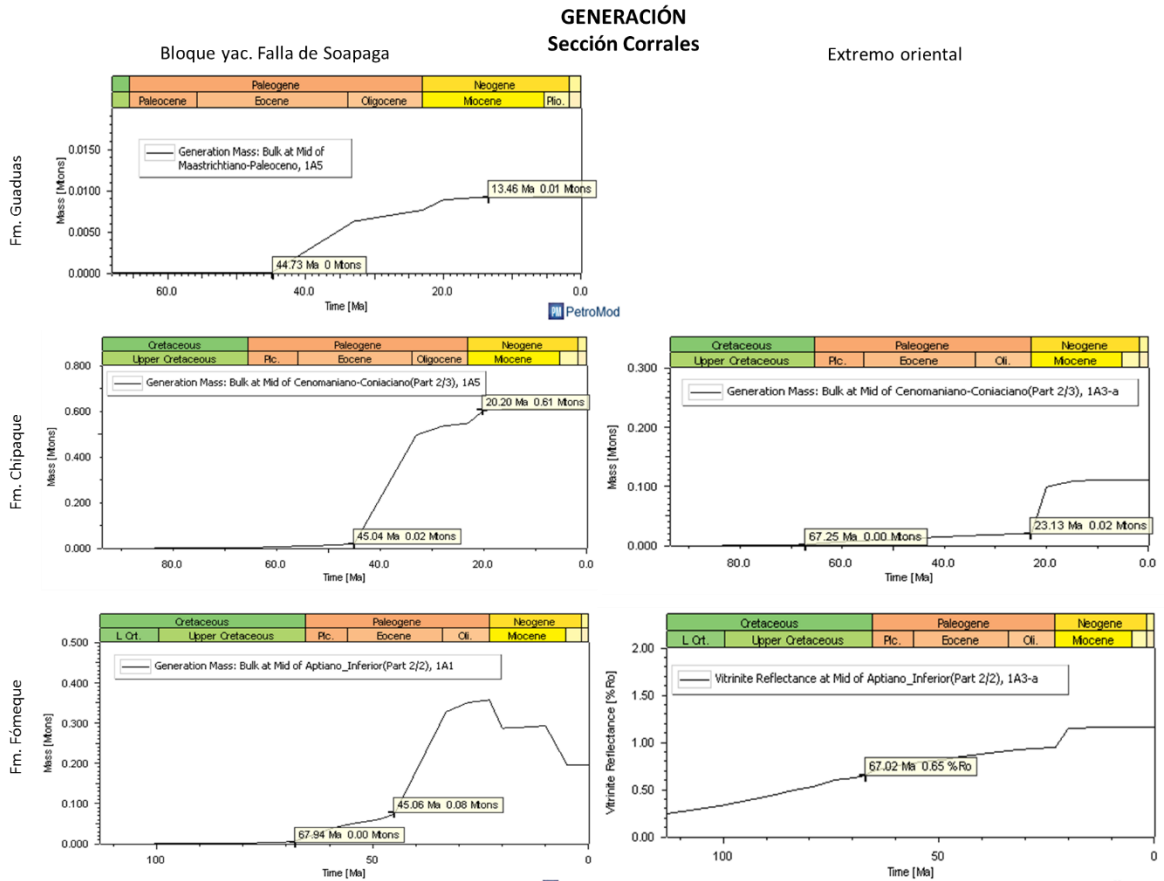 GENERACIÓN
Sección Corrales
Bloque yac. Falla de Soapaga
Extremo oriental
Fm. Guaduas
Paleogene Neogene
Paleocene Eocene Oligocene Miocene Plio.
Mass [Mtons]
0.0150
0.0100
0.0050
0.0000
Generation Mass: Bulk at Mid of
Maastrichtiano-Paleoceno, 1A5
13.46 Ma 0.01 Mtons
44.73 Ma 0 Mtons
60.0 40.0 20.0 0.0
Time [Ma]
PM PetroMod
Fm. Chipaque
Cretaceous Paleogene Neogene
Upper Cretaceous Plc. Eocene Oligocene Miocene
Mass [Mtons]
0.800
0.600
0.400
0.200
0.000
Generation Mass: Bulk at Mid of Cenomaniano-Coniaciano(Part 2/3), 1A5
20.20 Ma 0.61 Mtons
45.04 Ma 0.02 Mtons
80.0 60.0 40.0 20.0 0.0
Time [Ma]
Cretaceous Paleogene Neogene
Upper Cretaceous Plc. Eocene Oli. Miocene
Mass [Mtons]
0.300
0.200
0.100
0.000
Generation Mass: Bulk at Mid of Cenomaniano-Coniaciano(Part 2/3), 1A3-a
67.25 Ma 0.00 Mtons
23.13 Ma 0.02 Mtons
80.0 60.0 40.0 20.0 0.0
Time [Ma]
Fm. Fómeque
Cretaceous Paleogene Neogene
L Crt. Upper Cretaceous Plc. Eocene Oli. Miocene
Mass [Mtons]
0.500
0.400
0.300
0.200
0.100
0.000
Generation Mass: Bulk at Mid of Aptiano_Inferior(Part 2/2), 1A1
45.06 Ma 0.08 Mtons
67.94 Ma 0.00 Mtons
100 50 0
Time [Ma]
Cretaceous Paleogene Neogene
L Crt. Upper Cretaceous Plc. Eocene Oli. Miocene
Vitrinite Reflectance [%Ro]
2.00
1.50
1.00
0.50
0.00
Vitrinite Reflectance at Mid of Aptiano_Inferior(Part 2/2), 1A3-a
67.02 Ma 0.65 %Ro
100 50 0
Time [Ma]